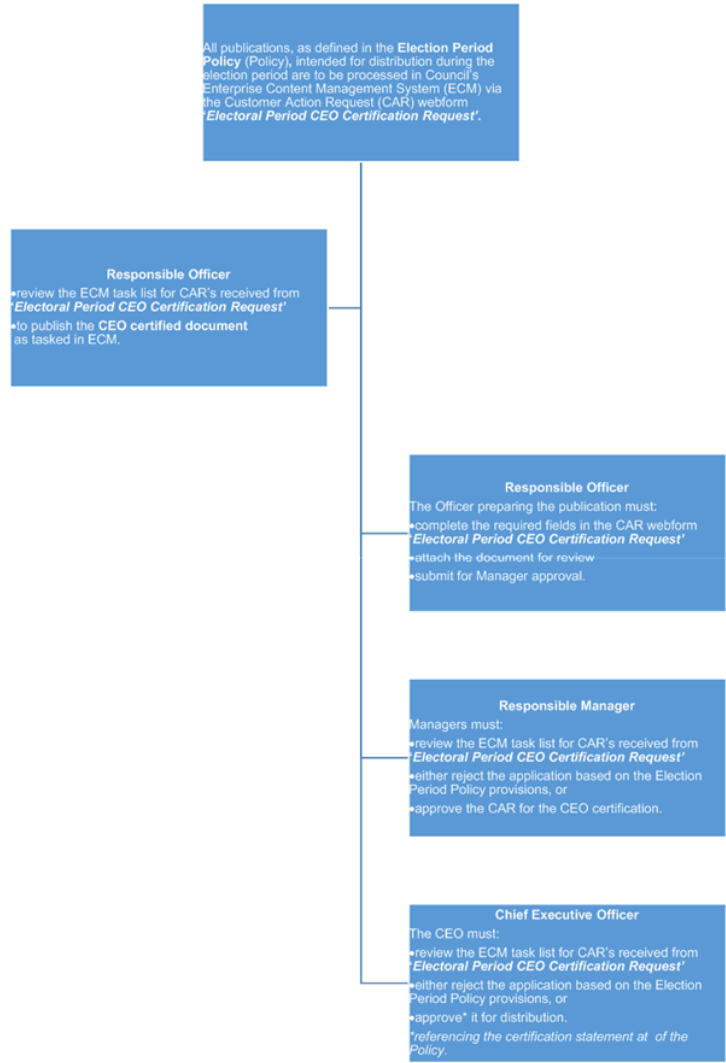 All publications, as defined in the Election Period
Policy (Policy), intended for distribution during the
election period are to be processed in Council's
Enterprise Content Management System (ECM) via
the Customer Action Request (CAR) webform
'Electoral Period CEO Certification Request'.
Responsible Officer
•review the ECM task list for CAR's received from
'Electoral Period CEO Certification Request'
•to publish the CEO certified document
as tasked in ECM.
Responsible Officer
The Officer preparing the publication must:
•complete the required fields in the CAR webform
'Electoral Period CEO Certification Request'
•attach the document for review
•submit for Manager approval.
Responsible Manager
Managers must:
•review the ECM task list for CAR's received from
'Electoral Period CEO Certification Request'
•either reject the application based on the Election
Period Policy provisions, or
•approve the CAR for the CEO certification.
Chief Executive Officer
The CEO must:
•review the ECM task list for CAR's received from
'Electoral Period CEO Certification Request'
•either reject the application based on the Election
Period Policy provisions, or
•approve* it for distribution.
*referencing the certification statement at of the
Policy.